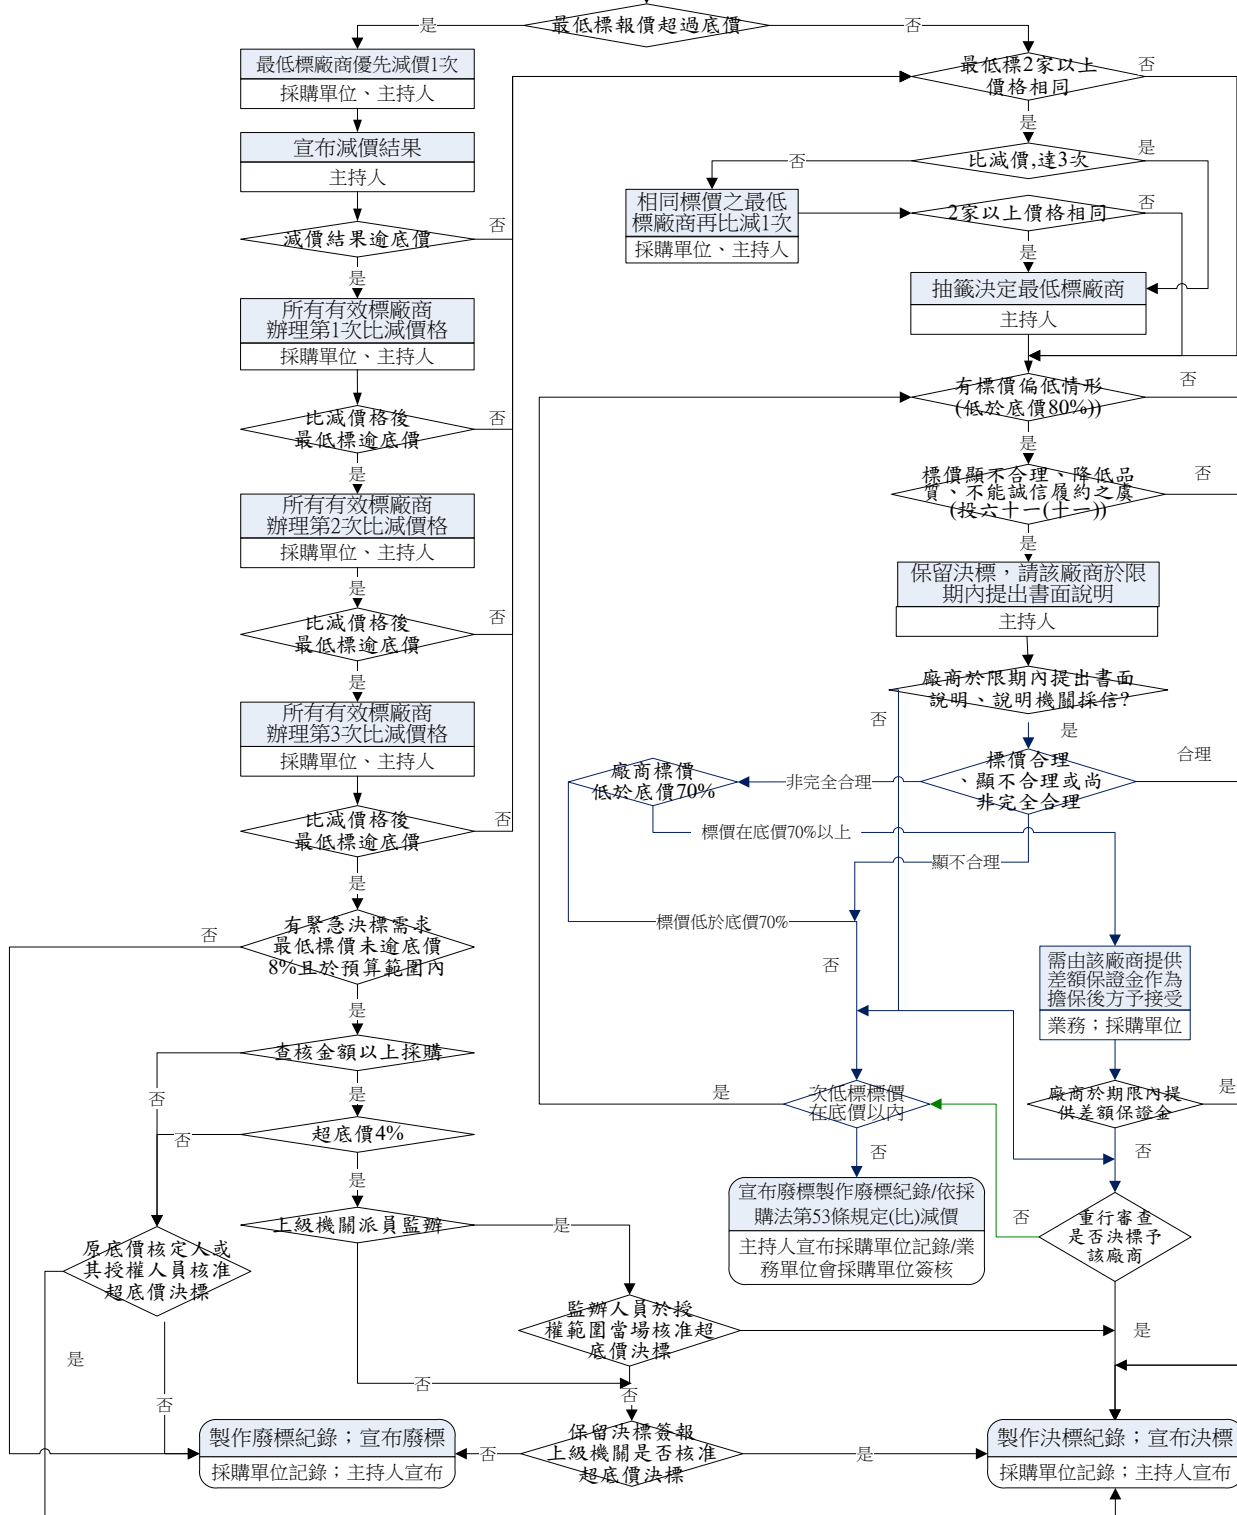 最低標報價超過底價
是
否
最低標廠商優先減價1次
採購單位、主持人
宣布減價結果
主持人
減價結果逾底價
否
是
所有有效標廠商
辦理第1次比減價格
採購單位、主持人
比減價格後
最低標逾底價
否
是
所有有效標廠商
辦理第2次比減價格
採購單位、主持人
是
比減價格後
最低標逾底價
否
是
所有有效標廠商
辦理第3次比減價格
採購單位、主持人
比減價格後
最低標逾底價
否
是
有緊急決標需求
最低標價未逾底價
8%且於預算範圍內
否
是
查核金額以上採購
否
是
超底價4%
否
是
上級機關派員監辦
是
否
原底價核定人或
其授權人員核准
超底價決標
是
否
監辦人員於授
權範圍當場核准超
底價決標
否
保留決標簽報
上級機關是否核准
超底價決標
否
是
製作廢標紀錄；宣布廢標
採購單位記錄；主持人宣布
最低標2家以上
價格相同
否
是
比減價,達3次
否
是
相同標價之最低
標廠商再比減1次
採購單位、主持人
2家以上價格相同
否
是
抽籤決定最低標廠商
主持人
有標價偏低情形
(低於底價80%))
否
是
標價顯不合理、降低品
質、不能誠信履約之虞
(投六十一(十一))
否
是
保留決標，請該廠商於限
期內提出書面說明
主持人
廠商於限期內提出書面
說明、說明機關採信?
否
是
標價合理
、顯不合理或尚
非完全合理
合理
非完全合理
顯不合理
廠商標價
低於底價70%
標價在底價70%以上
標價低於底價70%
否
需由該廠商提供
差額保證金作為
擔保後方予接受
業務；採購單位
廠商於期限內提
供差額保證金
是
否
次低標標價
在底價以內
是
否
宣布廢標製作廢標紀錄/依採
購法第53條規定(比)減價
主持人宣布採購單位記錄/業
務單位會採購單位簽核
重行審查
是否決標予
該廠商
否
是
製作決標紀錄；宣布決標
採購單位記錄；主持人宣布